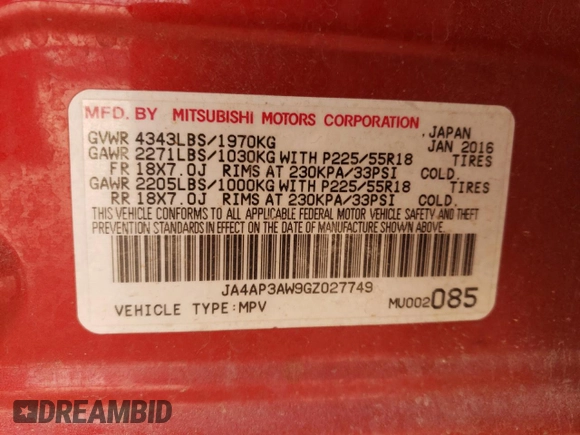 MFD. BY MITSUBISHI MOTORS CORPORATION
GVWR 4343LBS/1970KG , JAPAN
GAWR 2271LBS/1030KG WITH P225/55R18 JAN 2016
FR 18X7.0J RIMS AT 230KPA/33PSI TIRES COLD.
GAWR 2205LBS/1000KG WITH P225/55R18 TIRES
RR 18X7.0J RIMS AT 230KPA/33PSI COLD.
THIS VEHICLE CONFORMS TO ALL APPLICABLE FEDERAL MOTOR VEHICLE SAFETY AND THEFT
PREVENTION STANDARDS IN EFFECT ON THE DATE OF MANUFACTURE SHOWN ABOVE.
JA4AP3AW9GZ027749
VEHICLE TYPE:MPV MU002085
DREAMBID